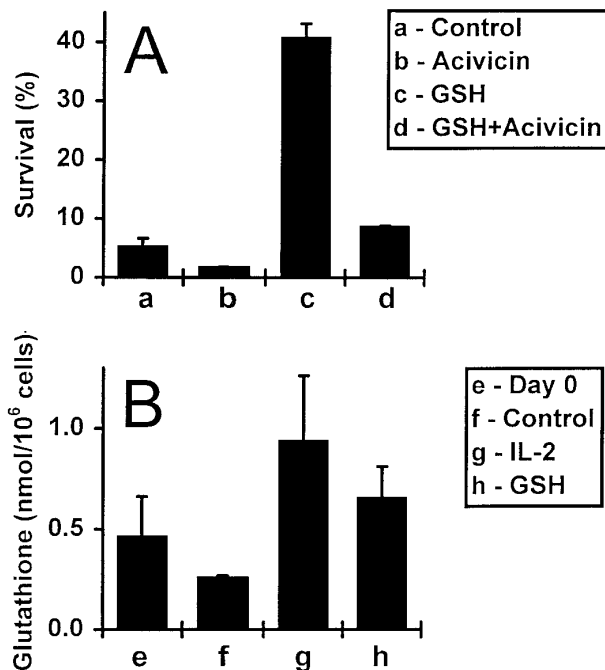 A
Survival (%)
40
30
20
10
0
a b c d
a - Control
b - Acivicin
c - GSH
d - GSH+Acivicin
B
Glutathione (nmol/10⁶ cells)
1.0
0.5
0.0
e f g h
e - Day 0
f - Control
g - IL-2
h - GSH